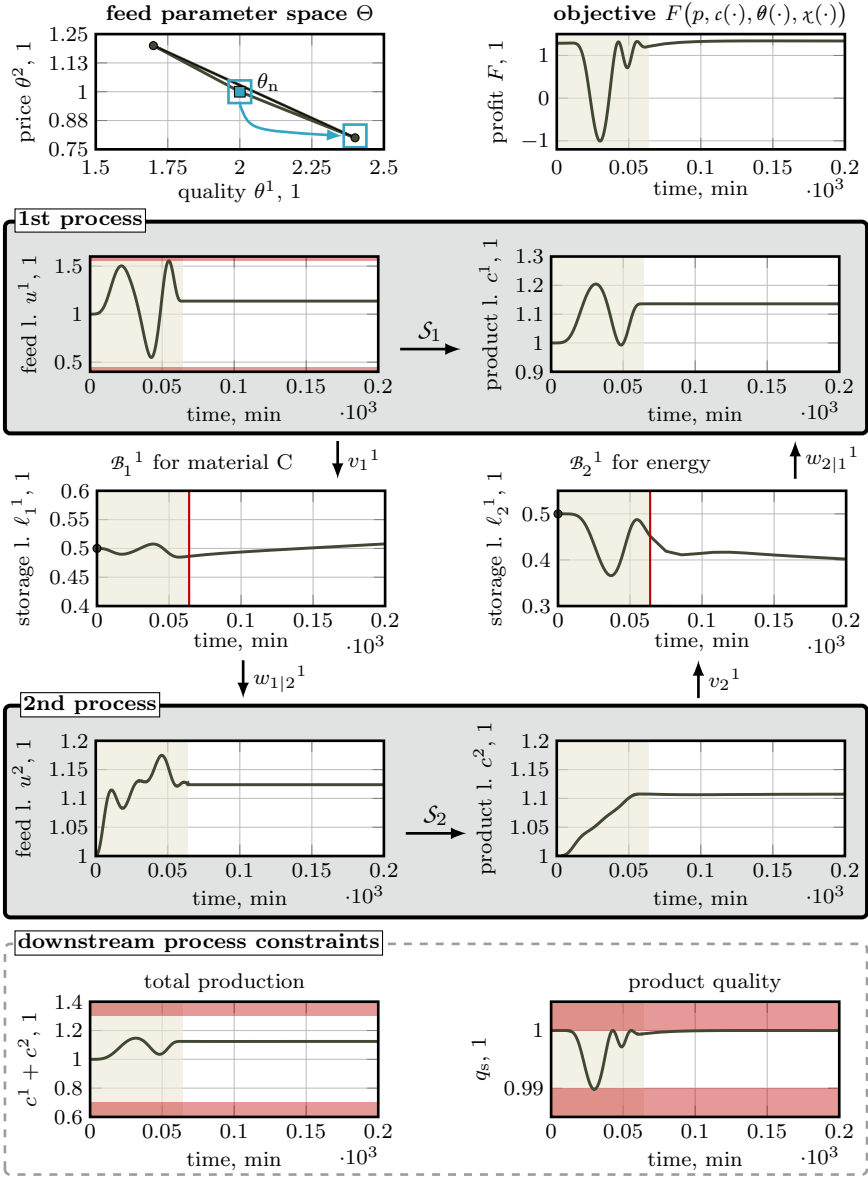 feed parameter space Θ
price θ², 1
1.25
1.13
1
0.88
0.75
θₙ
1.5 1.75 2 2.25 2.5
quality θ¹, 1
objective F(p, c(·), θ(·), χ(·))
profit F, 1
1
0
−1
0 0.05 0.1 0.15 0.2
time, min
·10³
1st process
feed l. u¹, 1
1.5
1
0.5
0 0.05 0.1 0.15 0.2
time, min
·10³
S₁
product l. c¹, 1
1.3
1.2
1.1
1
0.9
0 0.05 0.1 0.15 0.2
time, min
·10³
ℬ₁¹ for material C
v₁¹
storage l. ℓ₁¹, 1
0.6
0.55
0.5
0.45
0.4
0 0.05 0.1 0.15 0.2
time, min
·10³
w₁|₂¹
ℬ₂¹ for energy
w₂|₁¹
storage l. ℓ₂¹, 1
0.5
0.4
0.3
0 0.05 0.1 0.15 0.2
time, min
·10³
v₂¹
2nd process
feed l. u², 1
1.2
1.15
1.1
1.05
1
0 0.05 0.1 0.15 0.2
time, min
·10³
S₂
product l. c², 1
1.2
1.15
1.1
1.05
1
0 0.05 0.1 0.15 0.2
time, min
·10³
downstream process constraints
total production
c¹ + c², 1
1.4
1.2
1
0.8
0.6
0 0.05 0.1 0.15 0.2
time, min
·10³
product quality
qₛ, 1
1
0.99
0 0.05 0.1 0.15 0.2
time, min
·10³